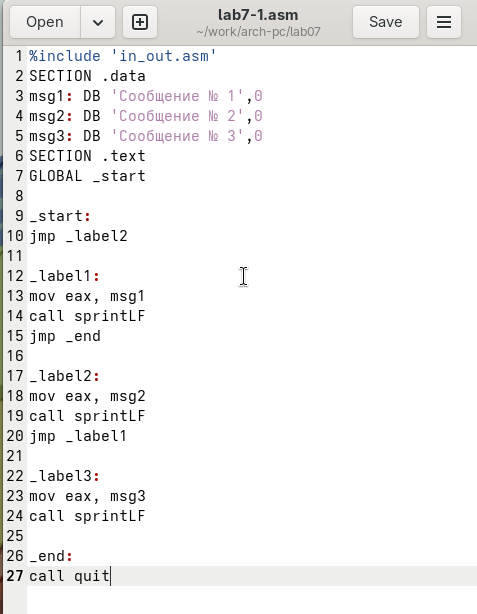 Open
lab7-1.asm
~/work/arch-pc/lab07
Save
1 %include 'in_out.asm'
2 SECTION .data
3 msg1: DB 'Сообщение № 1',0
4 msg2: DB 'Сообщение № 2',0
5 msg3: DB 'Сообщение № 3',0
6 SECTION .text
7 GLOBAL _start
8
9 _start:
10 jmp _label2
11
12 _label1:
13 mov eax, msg1
14 call sprintLF
15 jmp _end
16
17 _label2:
18 mov eax, msg2
19 call sprintLF
20 jmp _label1
21
22 _label3:
23 mov eax, msg3
24 call sprintLF
25
26 _end:
27 call quit